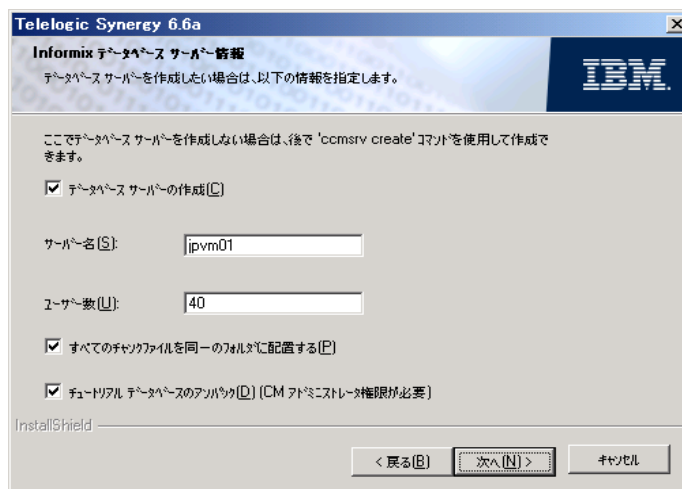 Telelogic Synergy 6.6a
Informix データベース サーバー情報
データベース サーバーを作成したい場合は、以下の情報を指定します。
IBM.
ここでデータベース サーバーを作成しない場合は、後で 'ccmsrv create'コマンドを使用して作成で
きます。
データベース サーバーの作成(C)
サーバー名(S):
jpvm01
ユーザー数(U):
40
すべてのチャンクファイルを同一のフォルダに配置する(P)
チュートリアル データベースのアンパック(D) (CM アドミニストレータ権限が必要)
InstallShield
< 戻る(B)
次へ(N) >
キャンセル